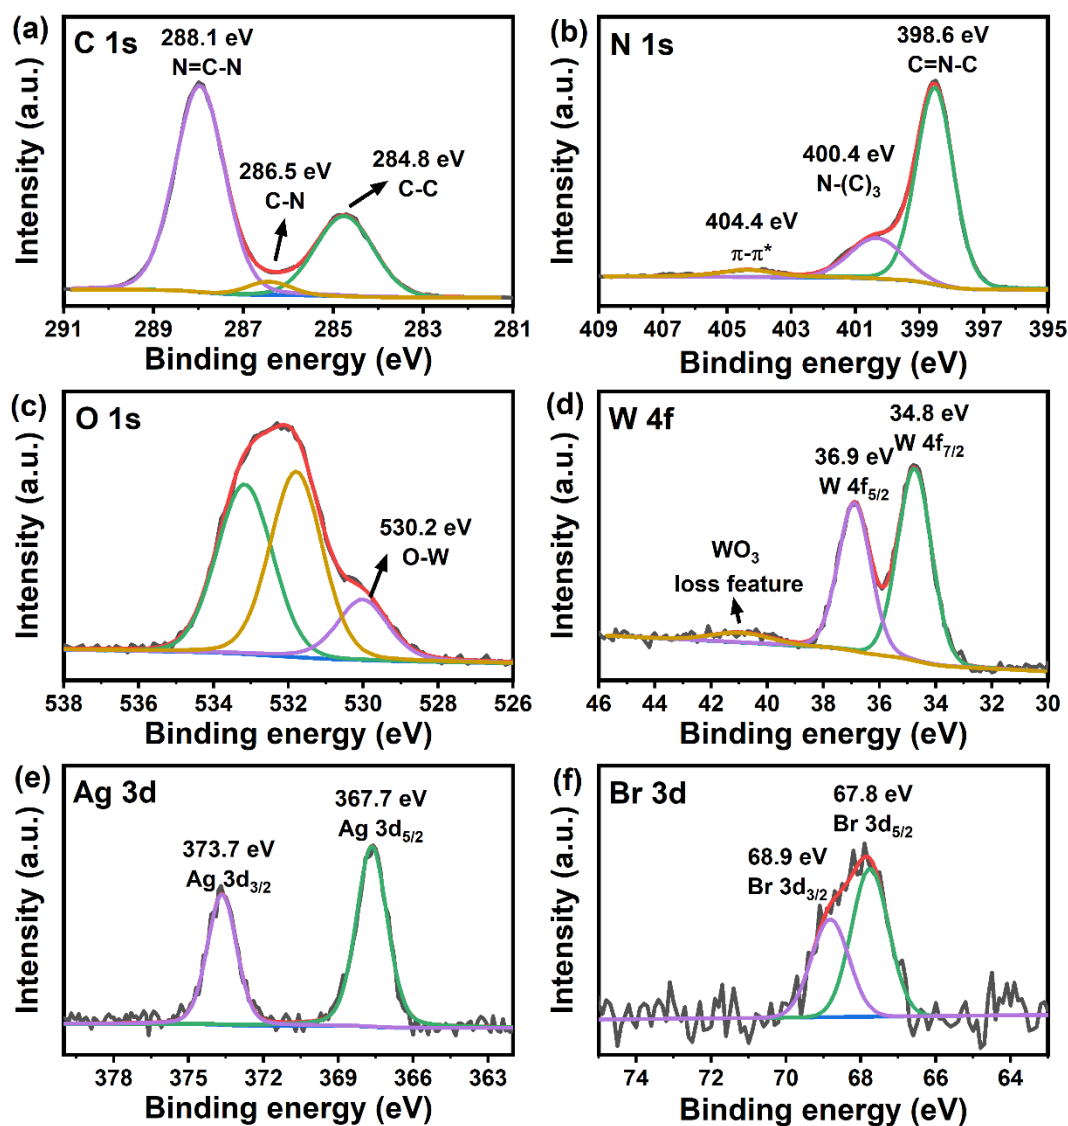 (a)
C 1s
288.1 eV
N=C-N
286.5 eV
C-N
284.8 eV
C-C
Intensity (a.u.)
291 289 287 285 283 281
Binding energy (eV)
(b)
N 1s
398.6 eV
C=N-C
400.4 eV
N-(C)₃
404.4 eV
π-π*
Intensity (a.u.)
409 407 405 403 401 399 397 395
Binding energy (eV)
(c)
O 1s
530.2 eV
O-W
Intensity (a.u.)
538 536 534 532 530 528 526
Binding energy (eV)
(d)
W 4f
34.8 eV
W 4f₇/₂
36.9 eV
W 4f₅/₂
WO₃
loss feature
Intensity (a.u.)
46 44 42 40 38 36 34 32 30
Binding energy (eV)
(e)
Ag 3d
367.7 eV
Ag 3d₅/₂
373.7 eV
Ag 3d₃/₂
Intensity (a.u.)
378 375 372 369 366 363
Binding energy (eV)
(f)
Br 3d
67.8 eV
Br 3d₅/₂
68.9 eV
Br 3d₃/₂
Intensity (a.u.)
74 72 70 68 66 64
Binding energy (eV)